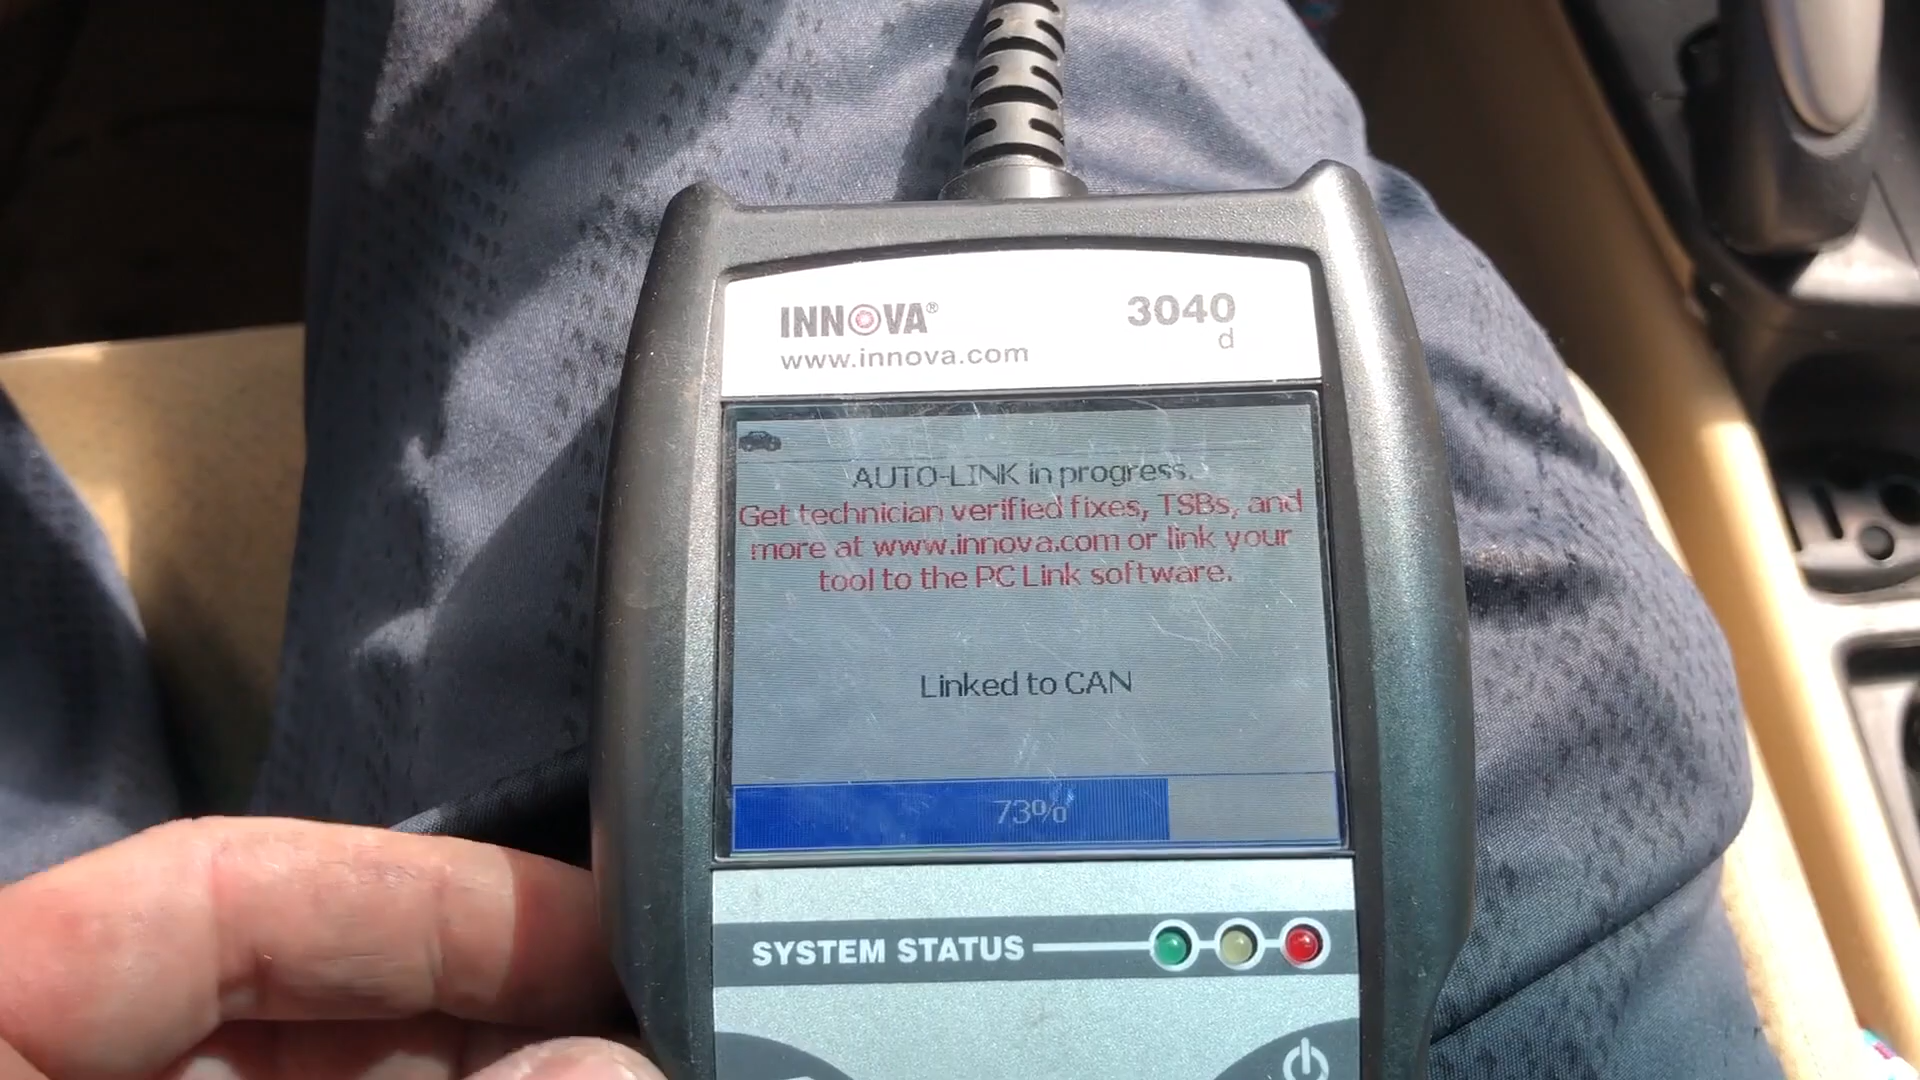 INNOVA®
www.innova.com
3040
d
AUTO-LINK in progress.
Get technician verified fixes, TSBs, and
more at www.innova.com or link your
tool to the PC Link software.
Linked to CAN
73%
SYSTEM STATUS